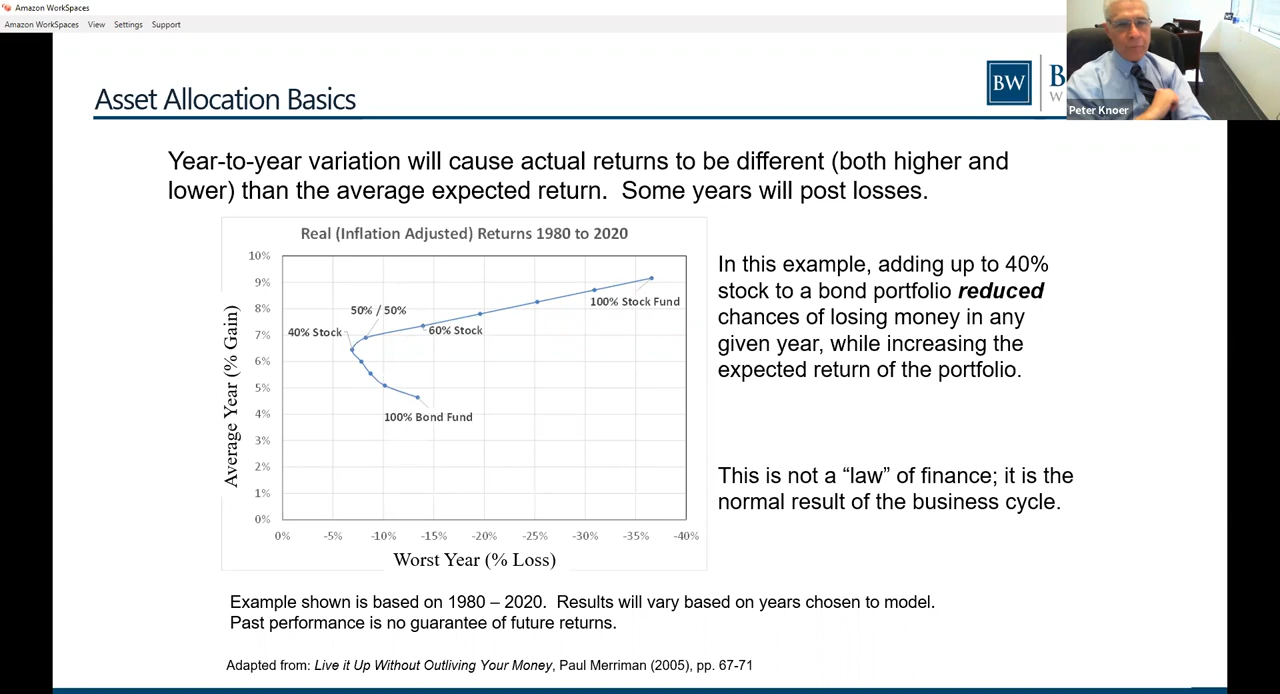 Amazon WorkSpaces
Amazon WorkSpaces View Settings Support
Asset Allocation Basics
BW
B
W
Peter Knoer
Year-to-year variation will cause actual returns to be different (both higher and
lower) than the average expected return. Some years will post losses.
Real (Inflation Adjusted) Returns 1980 to 2020
Average Year (% Gain)
10%
9%
8%
7%
6%
5%
4%
3%
2%
1%
0%
50% / 50%
40% Stock
60% Stock
100% Stock Fund
100% Bond Fund
0% -5% -10% -15% -20% -25% -30% -35% -40%
Worst Year (% Loss)
In this example, adding up to 40%
stock to a bond portfolio reduced
chances of losing money in any
given year, while increasing the
expected return of the portfolio.
This is not a “law” of finance; it is the
normal result of the business cycle.
Example shown is based on 1980 – 2020. Results will vary based on years chosen to model.
Past performance is no guarantee of future returns.
Adapted from: Live it Up Without Outliving Your Money, Paul Merriman (2005), pp. 67-71